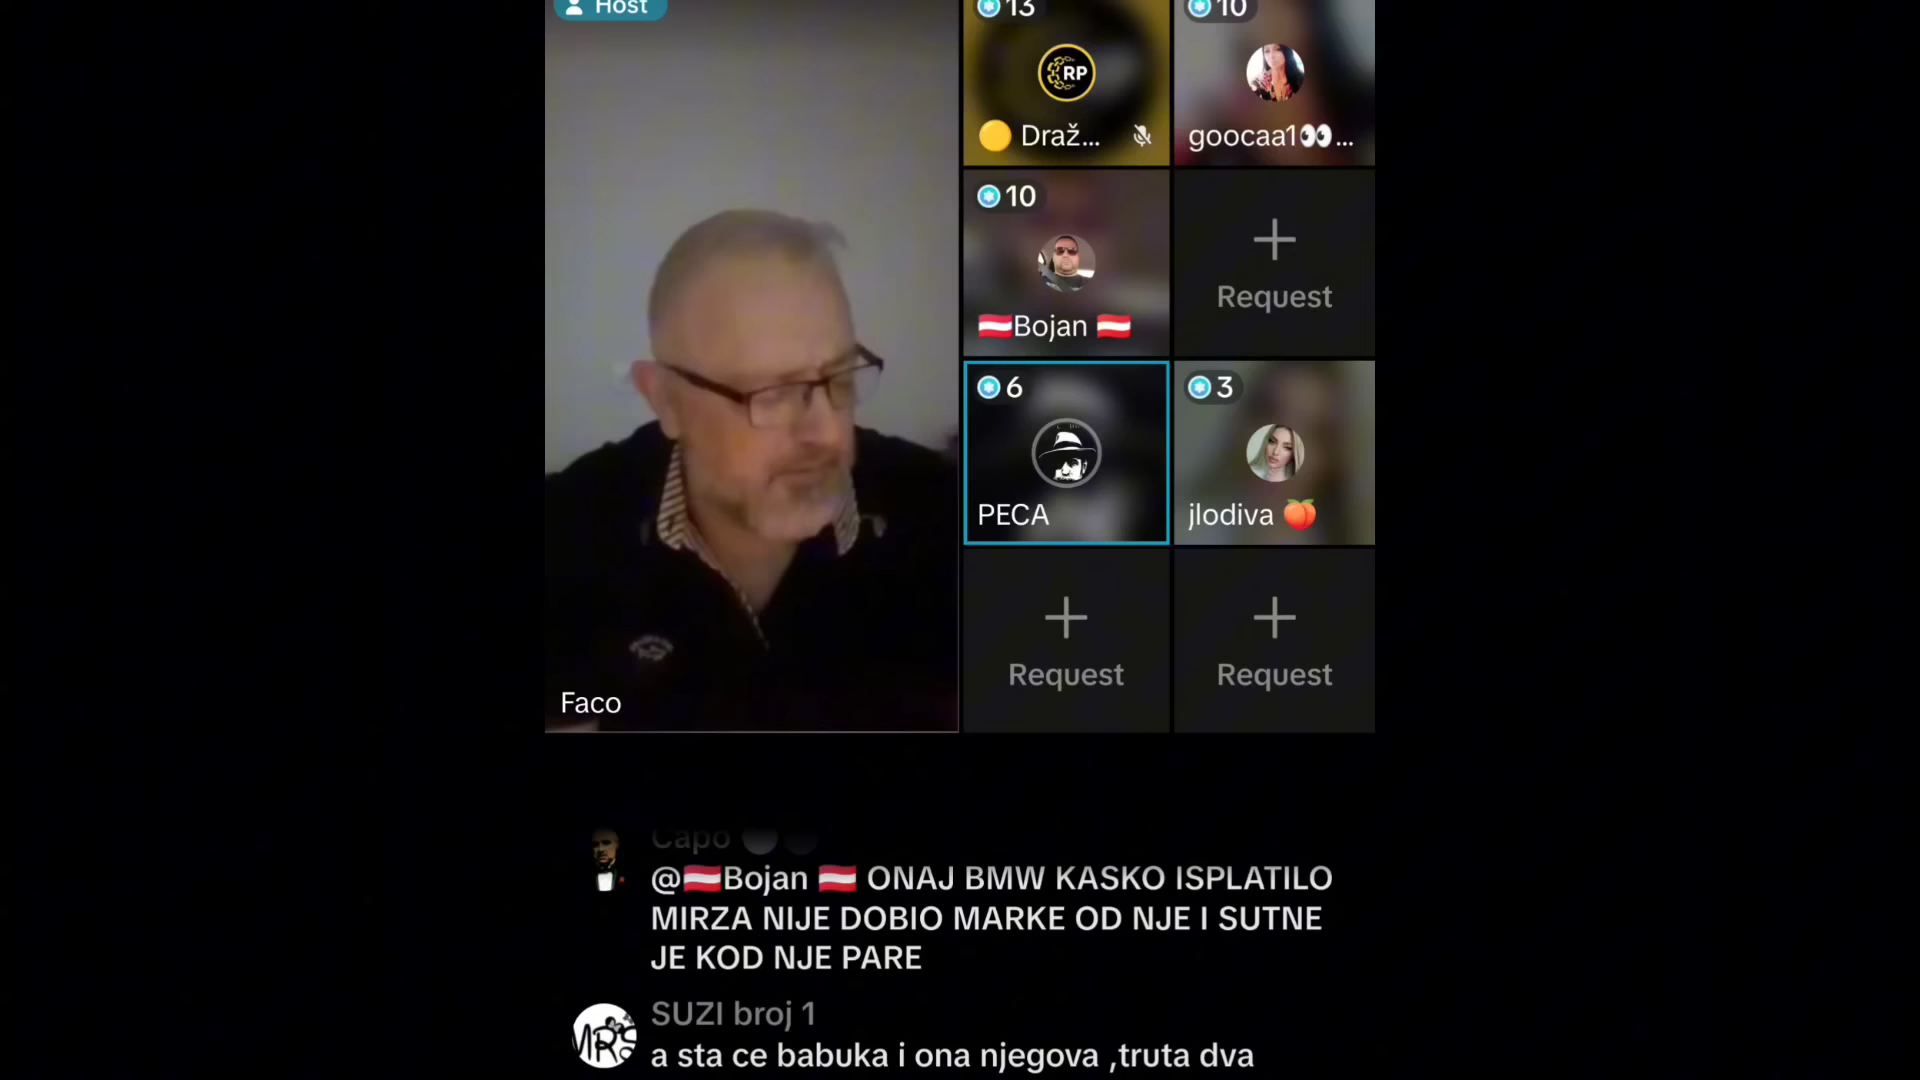 Host
13
10
RP
🟡 Draž...
goocaa1👀...
10
🇦🇹Bojan 🇦🇹
+
Request
6
3
PECA
jlodiva 🍑
+
+
Request
Request
Faco
Capo
@🇦🇹Bojan 🇦🇹 ONAJ BMW KASKO ISPLATILO
MIRZA NIJE DOBIO MARKE OD NJE I SUTNE
JE KOD NJE PARE
SUZI broj 1
a sta ce babuka i ona njegova ,truta dva